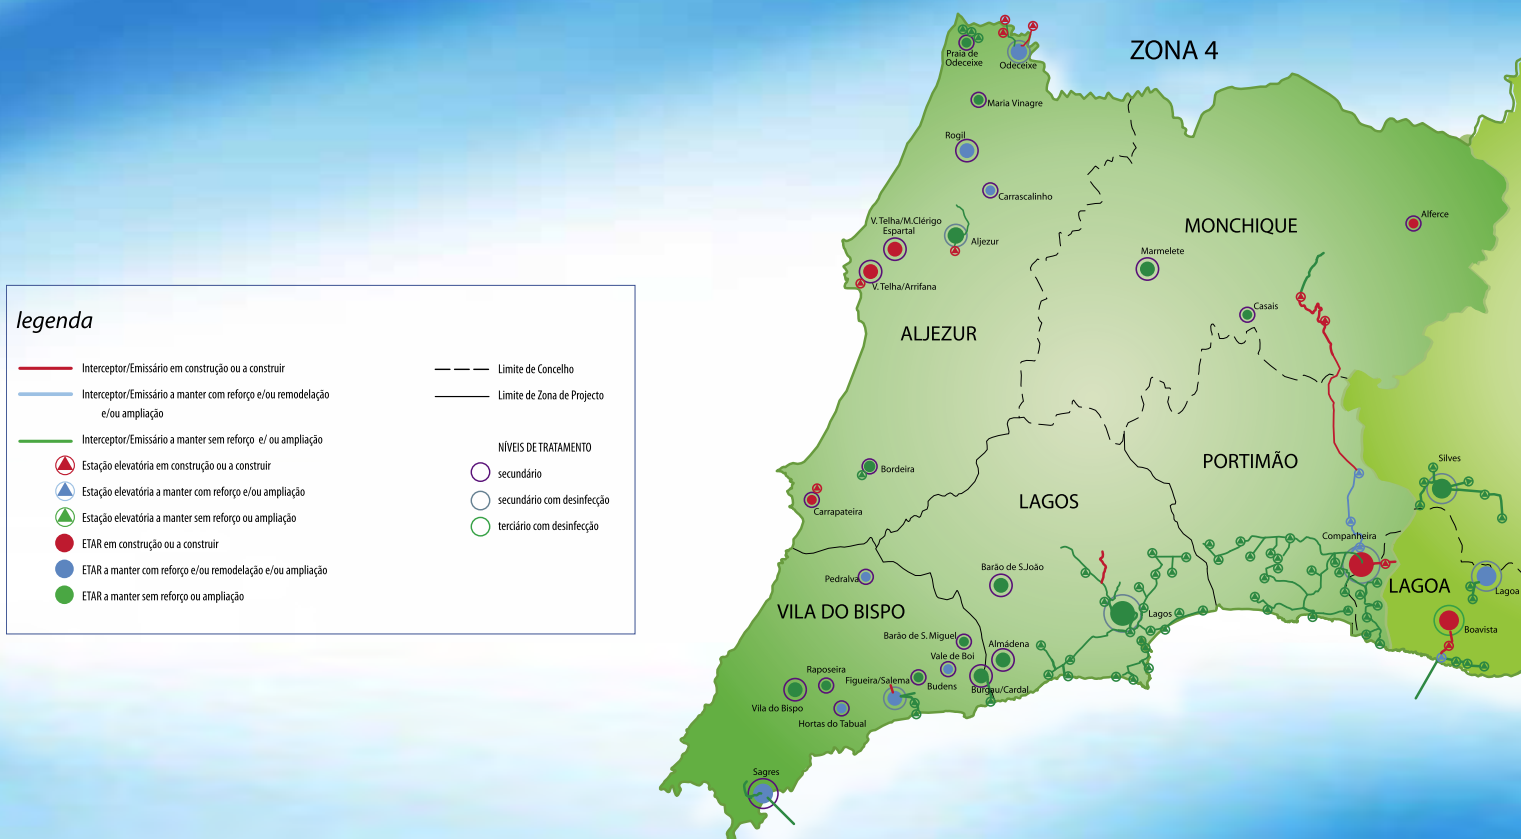 ZONA 4
Praia de
Odeceixe
Odeceixe
Maria Vinagre
Rogil
Carrascalinho
V. Telha/M.Clérigo
Espartal
Aljezur
V. Telha/Arrifana
MONCHIQUE
Alferce
Marmelete
Casais
ALJEZUR
legenda
Interceptor/Emissário em construção ou a construir
Interceptor/Emissário a manter com reforço e/ou remodelação
e/ou ampliação
Interceptor/Emissário a manter sem reforço e/ ou ampliação
Estação elevatória em construção ou a construir
Estação elevatória a manter com reforço e/ou ampliação
Estação elevatória a manter sem reforço ou ampliação
ETAR em construção ou a construir
ETAR a manter com reforço e/ou remodelação e/ou ampliação
ETAR a manter sem reforço ou ampliação
Limite de Concelho
Limite de Zona de Projecto
NÍVEIS DE TRATAMENTO
secundário
secundário com desinfecção
terciário com desinfecção
Bordeira
Carrapateira
PORTIMÃO
Silves
LAGOS
Companheira
Pedralva
Barão de S.João
LAGOA
Lagoa
VILA DO BISPO
Lagos
Boavista
Barão de S. Miguel
Almádena
Vale de Boi
Raposeira
Figueira/Salema
Budens
Burgau/Cardal
Vila do Bispo
Hortas do Tabual
Sagres